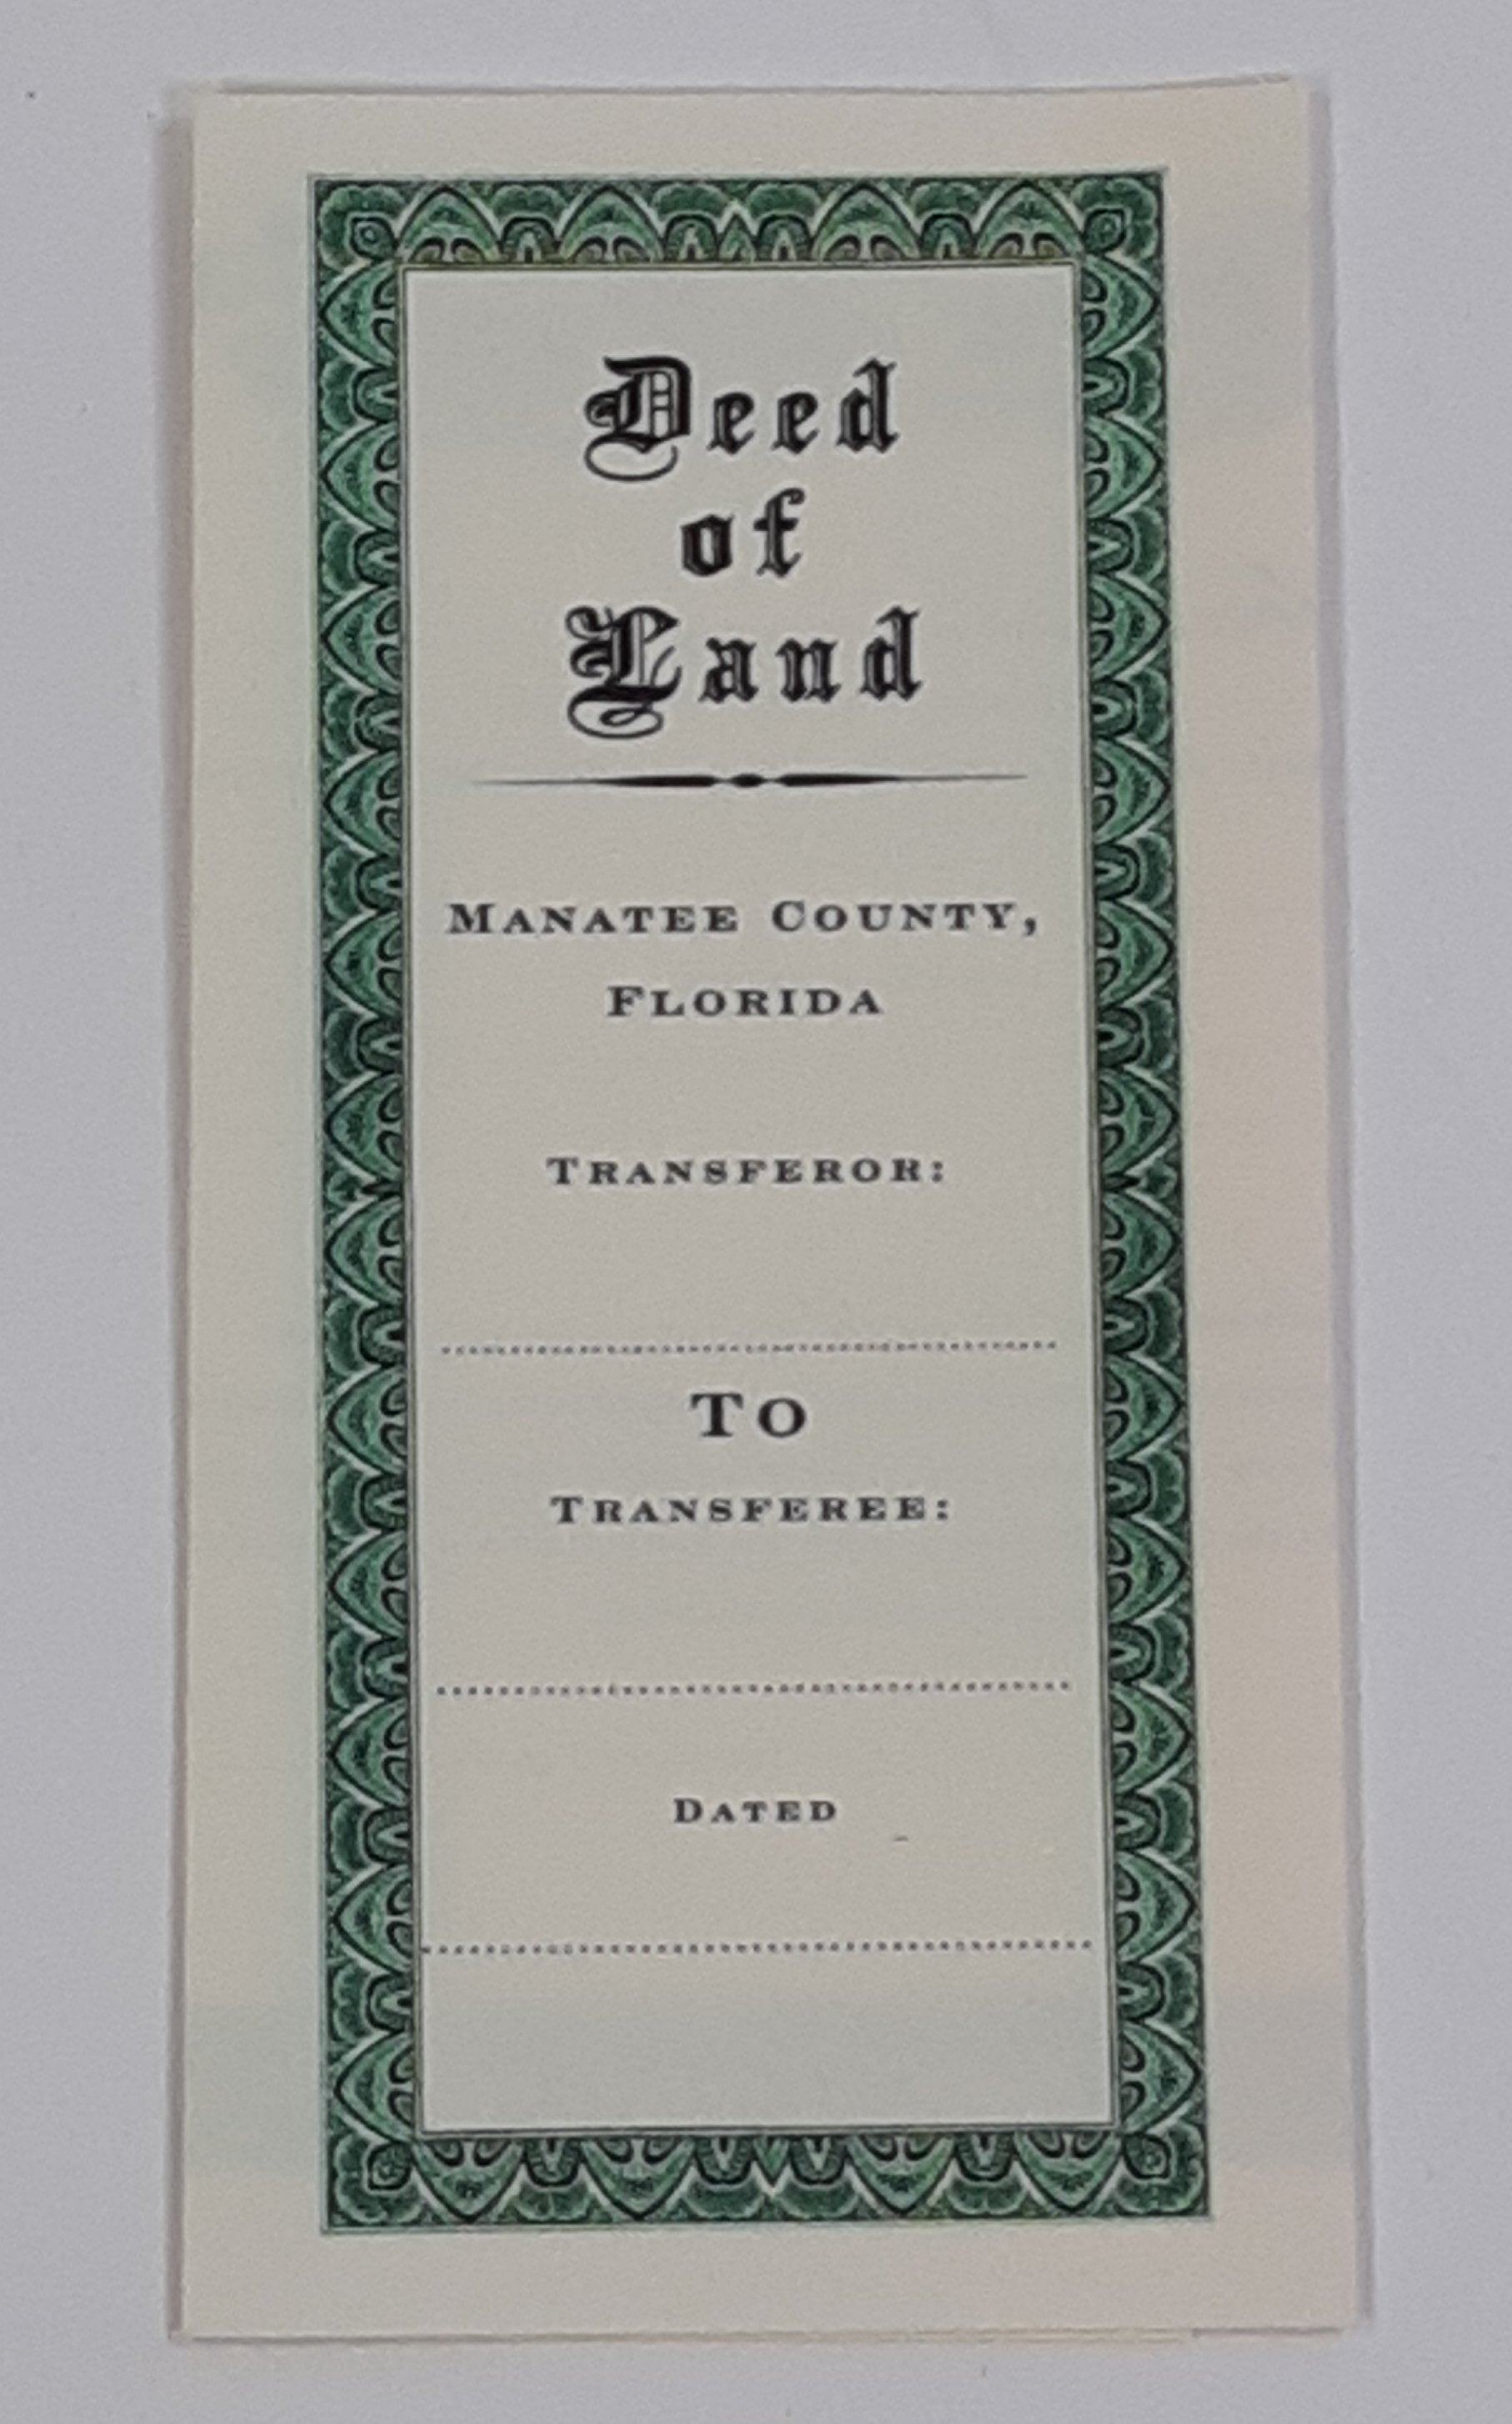 Deed
of
Land
MANATEE COUNTY,
FLORIDA
TRANSFEROR:
TO
TRANSFEREE:
DATED